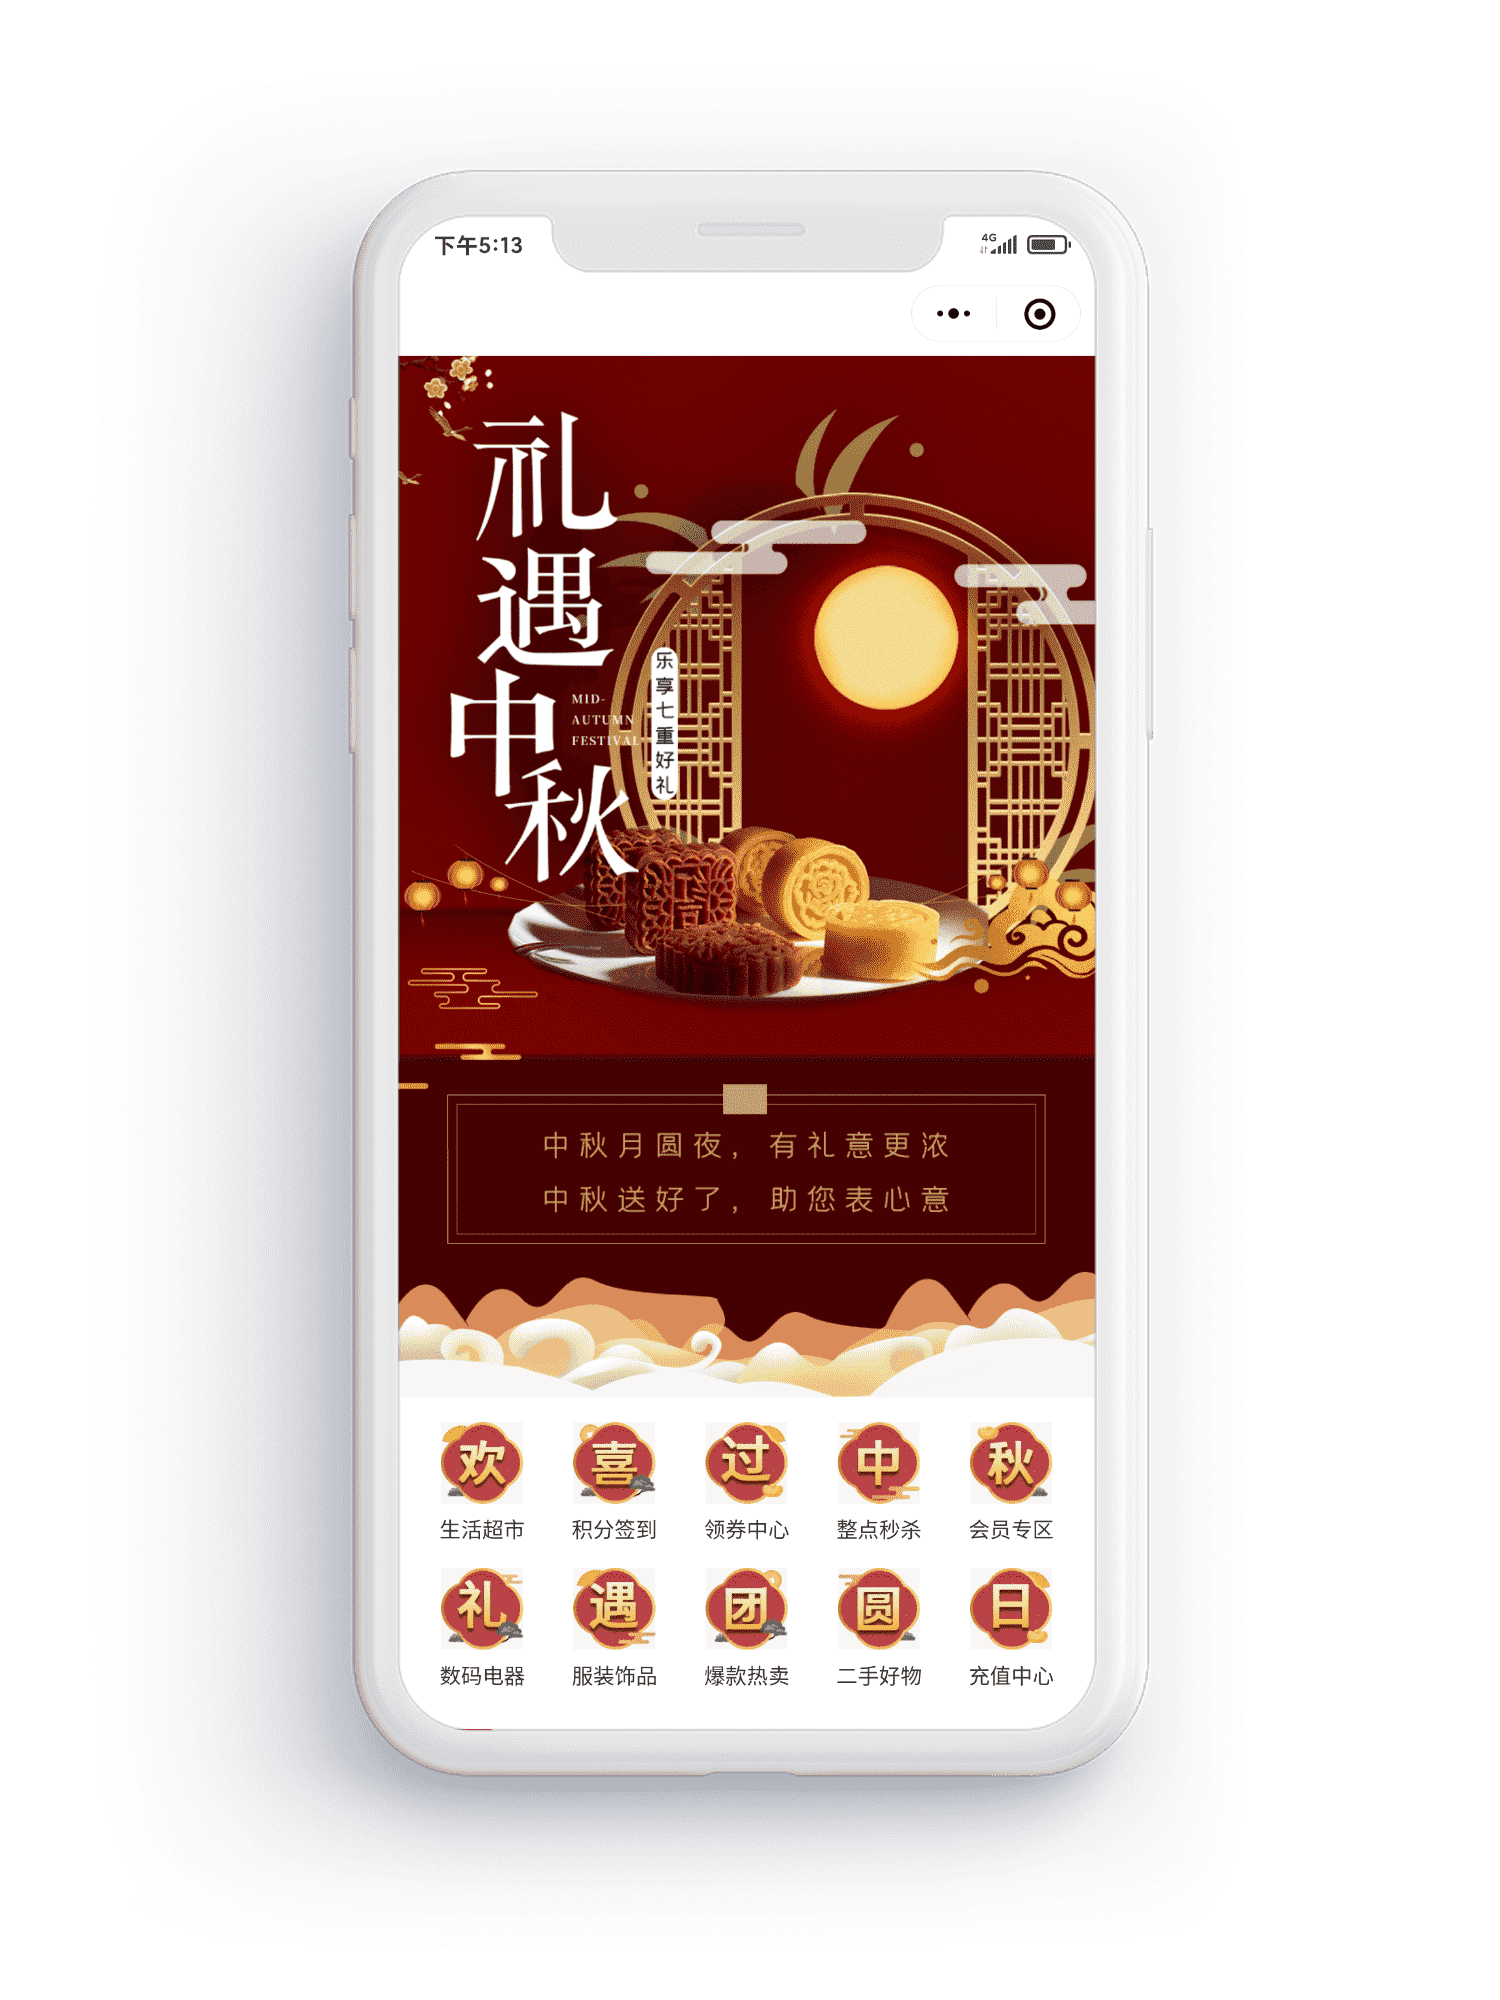 下午5:13
4G
礼遇中秋
MID-
AUTUMN
FESTIVAL
乐享七重好礼
中秋月圆夜，有礼意更浓
中秋送好了，助您表心意
欢 喜 过 中 秋
生活超市 积分签到 领券中心 整点秒杀 会员专区
礼 遇 团 圆 日
数码电器 服装饰品 爆款热卖 二手好物 充值中心